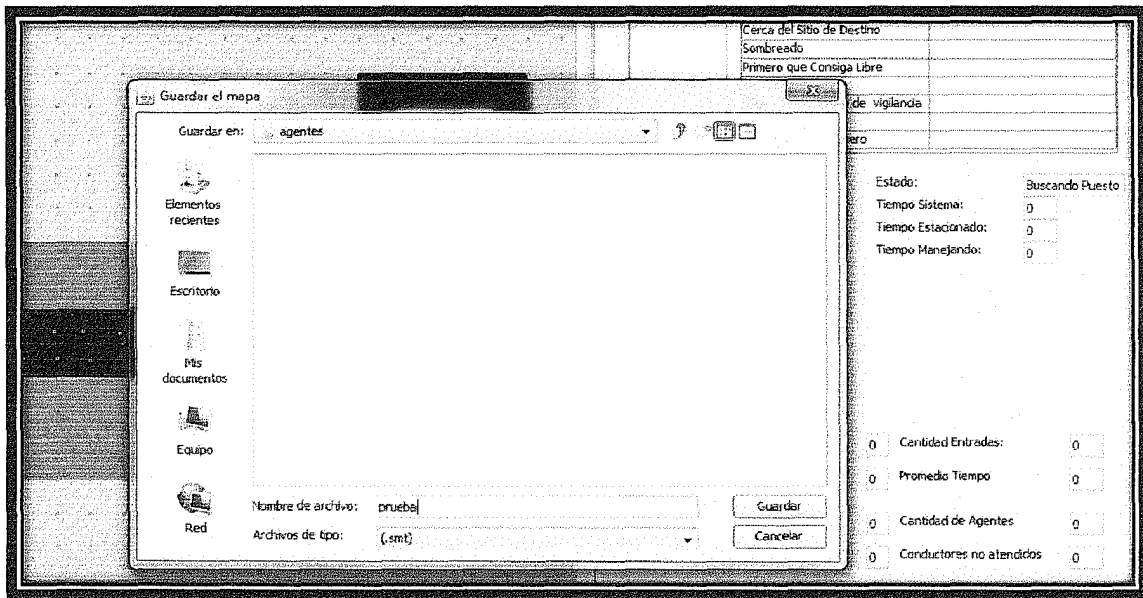 Cerca del Sitio de Destino
Sombreado
Primero que Consiga Libre
Guardar el mapa
de vigilancia
ero
Guardar en: agentes
Elementos
recientes
Escritorio
Mis
documentos
Equipo
Red
Nombre de archivo: prueba
Guardar
Archivos de tipo: (.smt)
Cancelar
Estado: Buscando Puesto
Tiempo Sistema: 0
Tiempo Estacionado: 0
Tiempo Manejando: 0
0 Cantidad Entradas: 0
0 Promedio Tiempo 0
0 Cantidad de Agentes 0
0 Conductores no atendidos 0